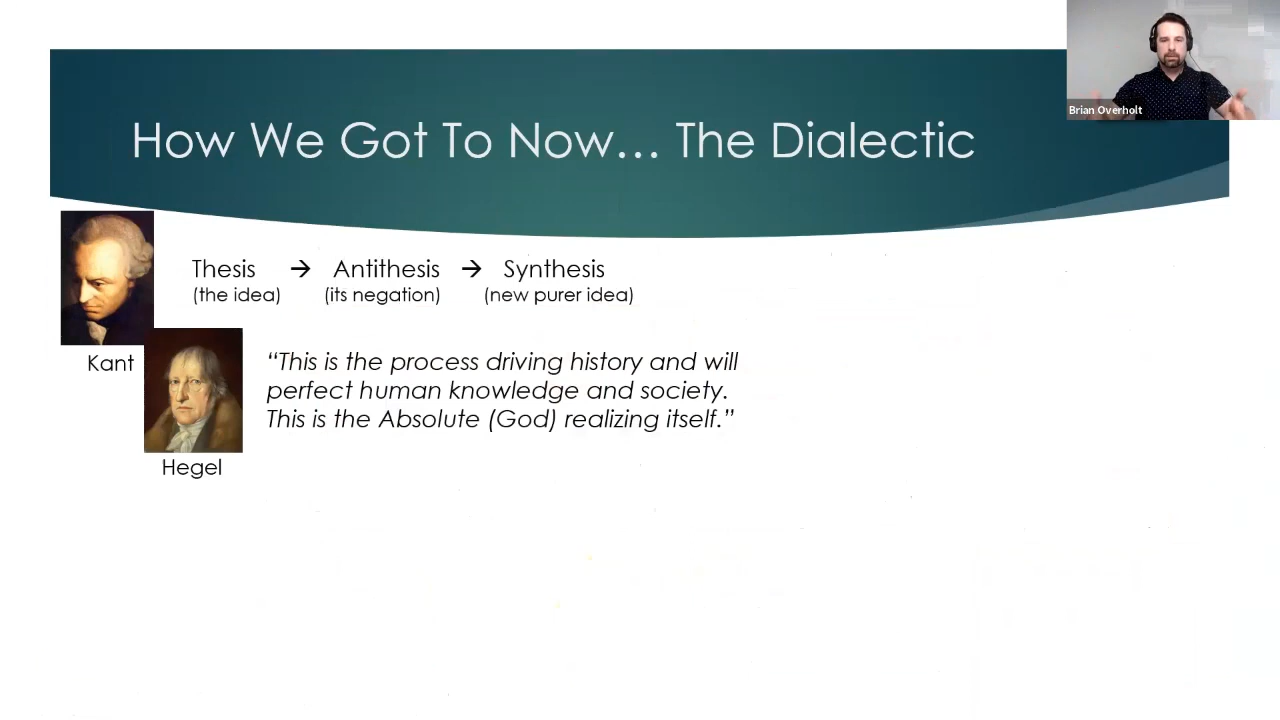 Brian Overholt
How We Got To Now... The Dialectic
Thesis → Antithesis → Synthesis
(the idea) (its negation) (new purer idea)
Kant
“This is the process driving history and will
perfect human knowledge and society.
This is the Absolute (God) realizing itself.”
Hegel